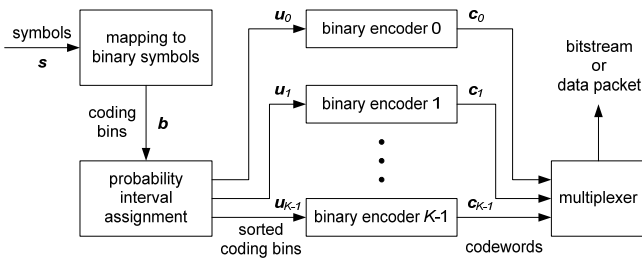 symbols
s
mapping to
binary symbols
coding
bins
b
probability
interval
assignment
u0
u1
uK-1
sorted
coding bins
binary encoder 0
binary encoder 1
binary encoder K-1
c0
c1
cK-1
codewords
multiplexer
bitstream
or
data packet